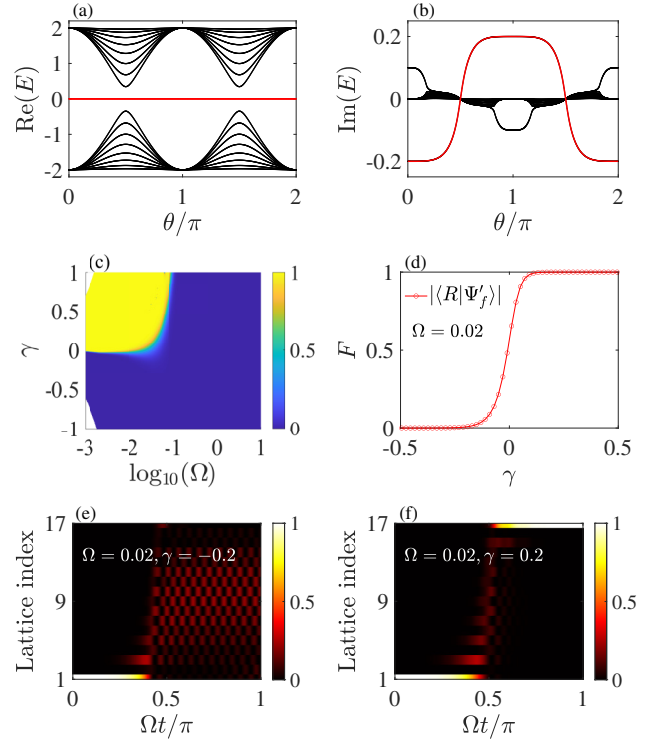 (a)
2
1
0
-1
-2
Re(E)
0
1
2
θ/π
(b)
0.2
0
-0.2
Im(E)
0
1
2
θ/π
(c)
1
0.5
0
-0.5
-1
γ
-3
-2
-1
0
1
log₁₀(Ω)
1
0.5
0
(d)
1
0.5
0
F
|⟨R|Ψ′_f⟩|
Ω = 0.02
-0.5
0
0.5
γ
(e)
17
9
1
Lattice index
Ω = 0.02, γ = −0.2
0
0.5
1
Ωt/π
1
0.5
0
(f)
17
9
1
Lattice index
Ω = 0.02, γ = 0.2
0
0.5
1
Ωt/π
1
0.5
0